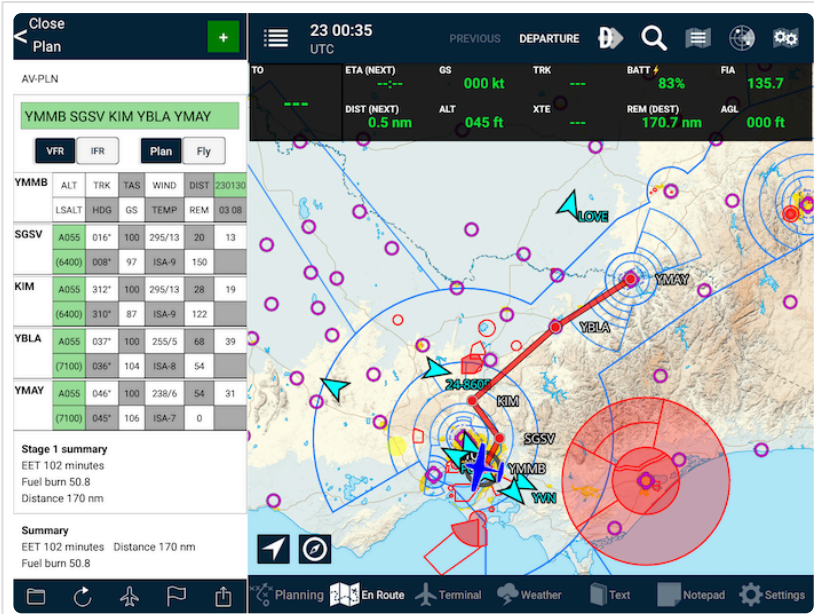 Close
Plan
+
AV-PLN
YMMB SGSV KIM YBLA YMAY
VFR IFR Plan Fly
YMMB ALT TRK TAS WIND DIST 230130
LSALT HDG GS TEMP REM 03 08
SGSV A055 016° 100 295/13 20 13
(6400) 008° 97 ISA-9 150
KIM A055 312° 100 295/13 28 19
(6400) 310° 87 ISA-9 122
YBLA A055 037° 100 255/5 68 39
(7100) 036° 104 ISA-8 54
YMAY A055 046° 100 238/6 54 31
(7100) 045° 106 ISA-7 0
Stage 1 summary
EET 102 minutes
Fuel burn 50.8
Distance 170 nm
Summary
EET 102 minutes Distance 170 nm
Fuel burn 50.8
23 00:35
UTC
PREVIOUS DEPARTURE D
TO ETA (NEXT) GS TRK BATT FIA
--- --:-- 000 kt --- 83% 135.7
DIST (NEXT) ALT XTE REM (DEST) AGL
0.5 nm 045 ft --- 170.7 nm 000 ft
LOVE
YMAY
YBLA
24-8605
KIM
SGSV
YMMB
YVN
Planning En Route Terminal Weather Text Notepad Settings